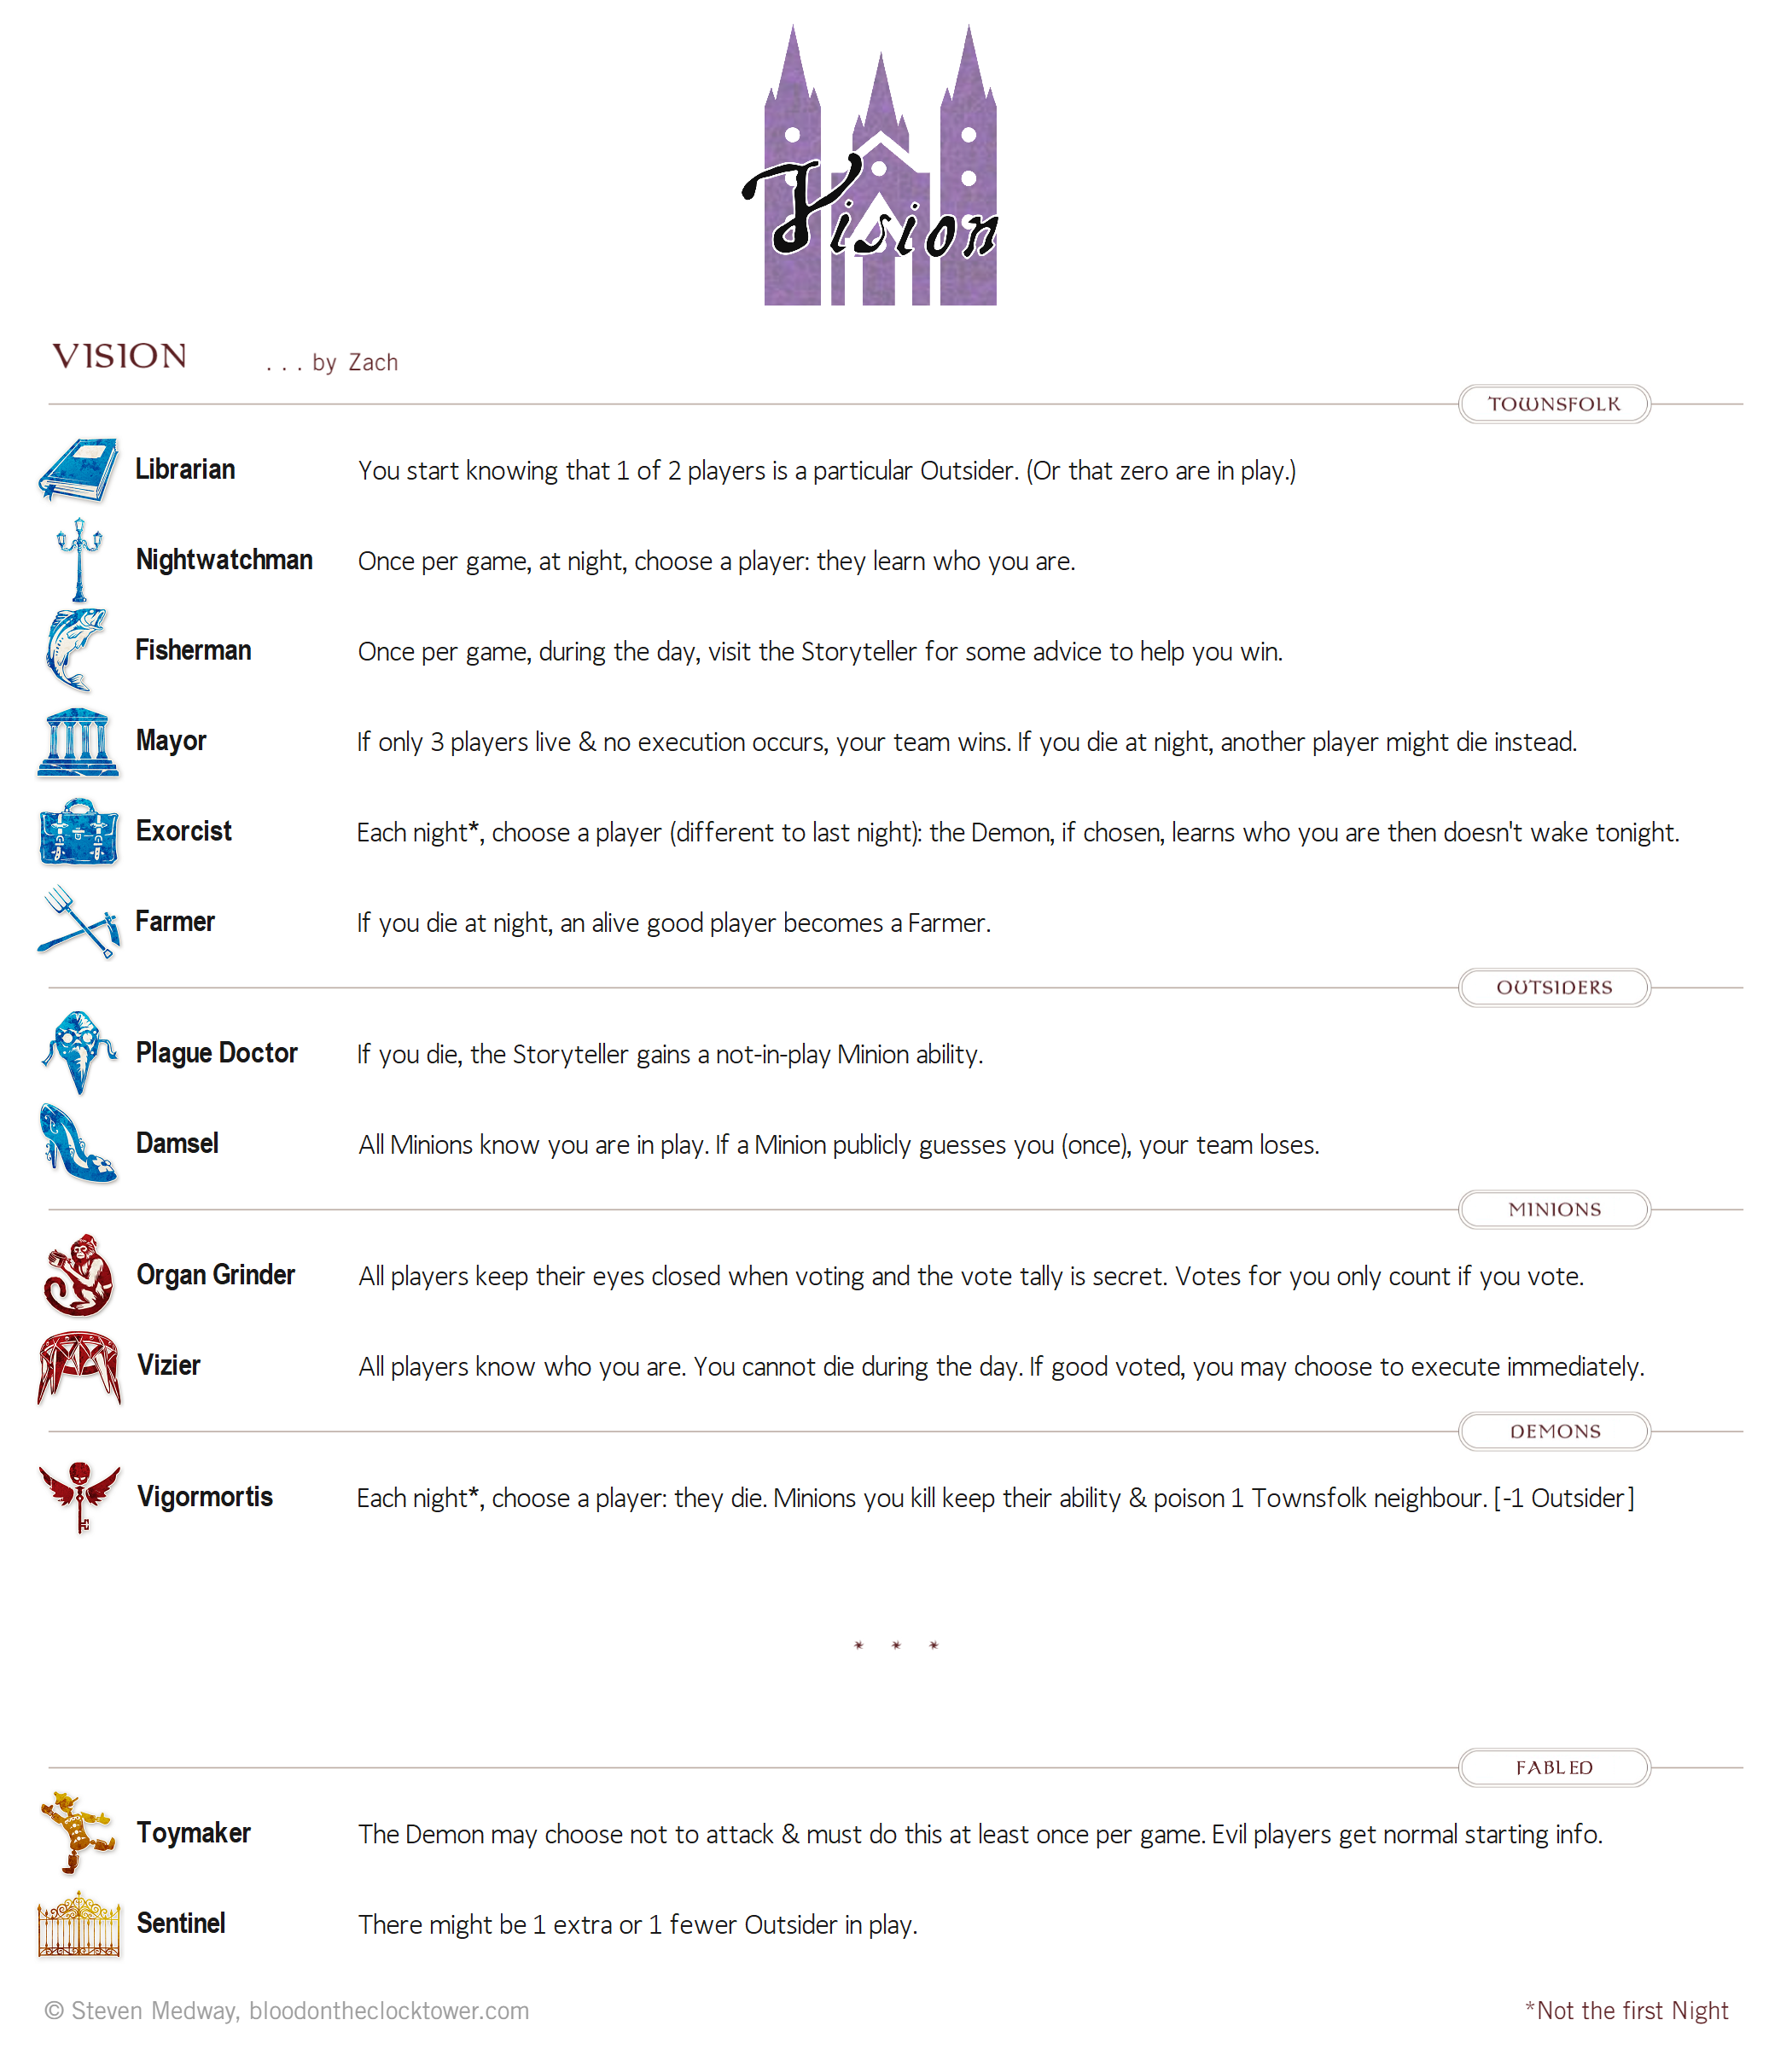 Vision
VISION . . . by Zach
TOWNSFOLK
Librarian You start knowing that 1 of 2 players is a particular Outsider. (Or that zero are in play.)
Nightwatchman Once per game, at night, choose a player: they learn who you are.
Fisherman Once per game, during the day, visit the Storyteller for some advice to help you win.
Mayor If only 3 players live & no execution occurs, your team wins. If you die at night, another player might die instead.
Exorcist Each night*, choose a player (different to last night): the Demon, if chosen, learns who you are then doesn't wake tonight.
Farmer If you die at night, an alive good player becomes a Farmer.
OUTSIDERS
Plague Doctor If you die, the Storyteller gains a not-in-play Minion ability.
Damsel All Minions know you are in play. If a Minion publicly guesses you (once), your team loses.
MINIONS
Organ Grinder All players keep their eyes closed when voting and the vote tally is secret. Votes for you only count if you vote.
Vizier All players know who you are. You cannot die during the day. If good voted, you may choose to execute immediately.
DEMONS
Vigormortis Each night*, choose a player: they die. Minions you kill keep their ability & poison 1 Townsfolk neighbour. [-1 Outsider]
* * *
FABLED
Toymaker The Demon may choose not to attack & must do this at least once per game. Evil players get normal starting info.
Sentinel There might be 1 extra or 1 fewer Outsider in play.
© Steven Medway, bloodontheclocktower.com *Not the first Night